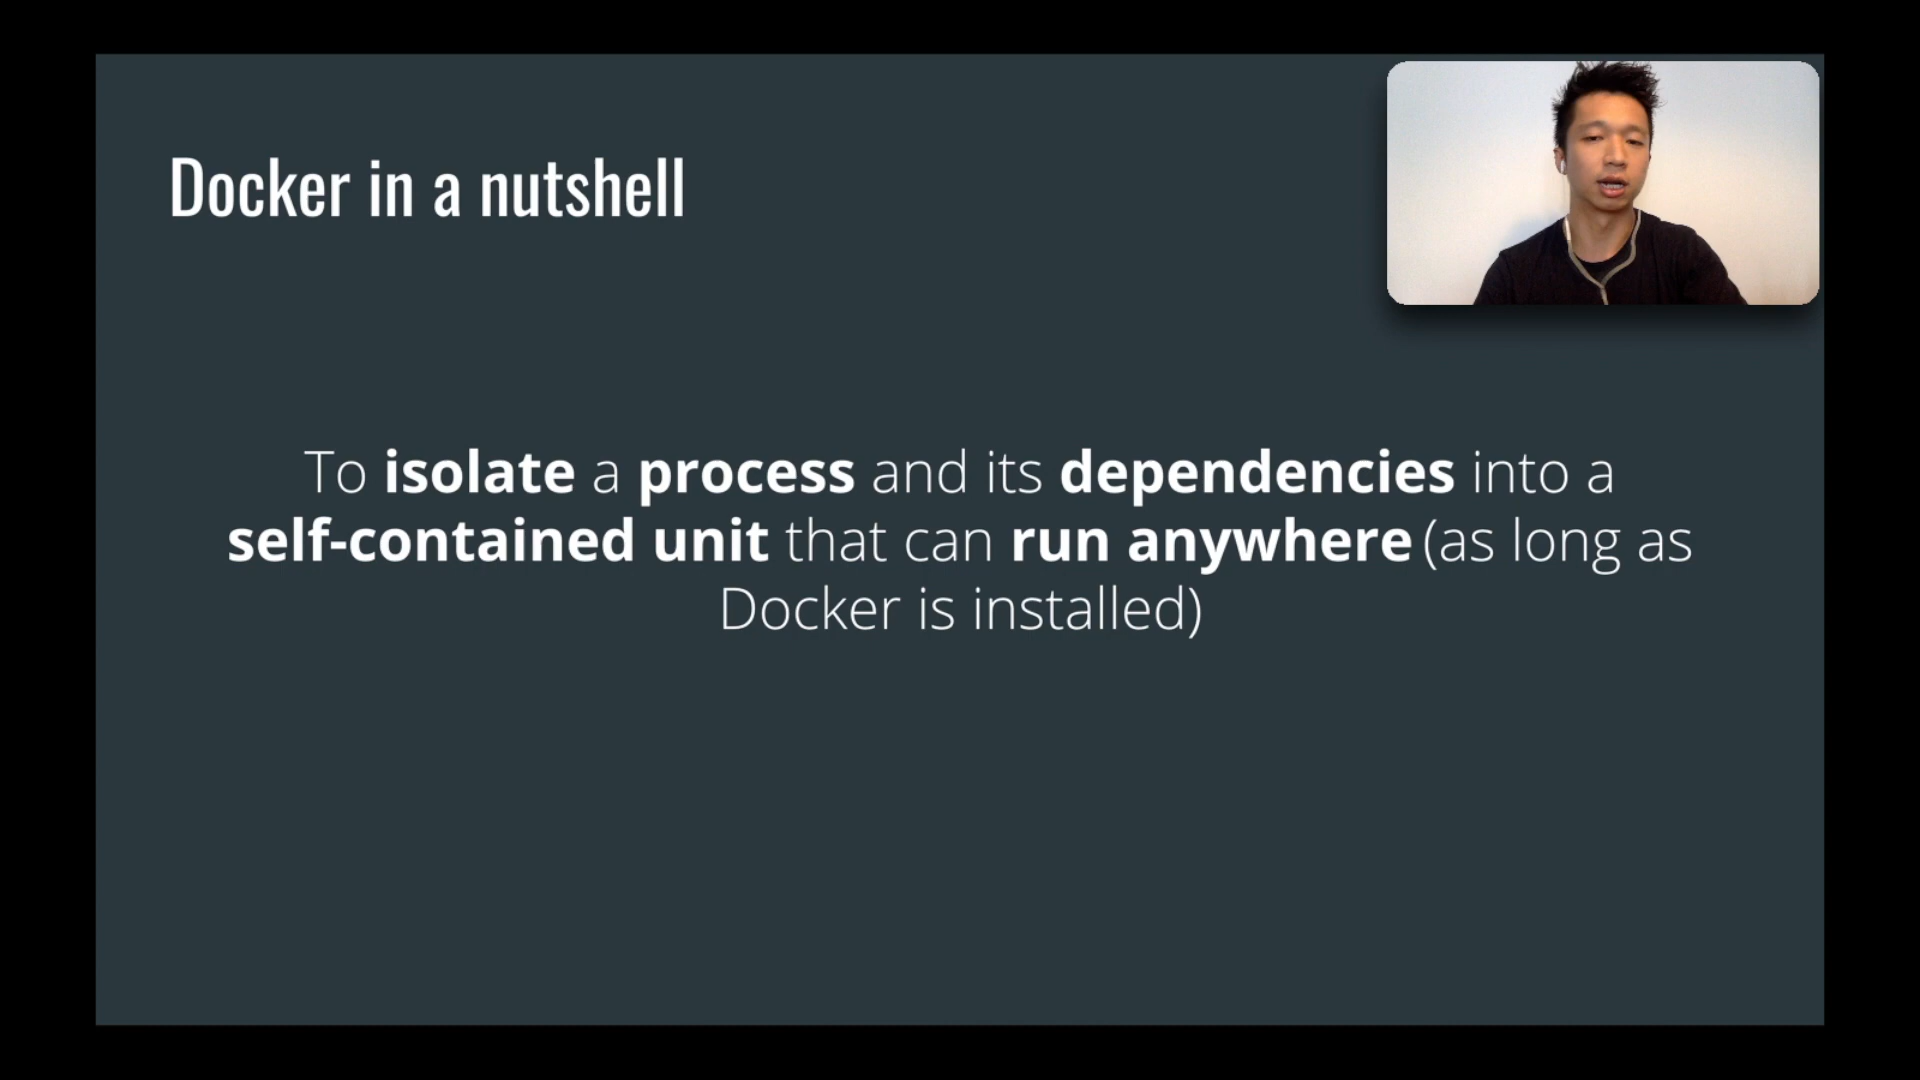 Docker in a nutshell
To isolate a process and its dependencies into a
self-contained unit that can run anywhere (as long as
Docker is installed)